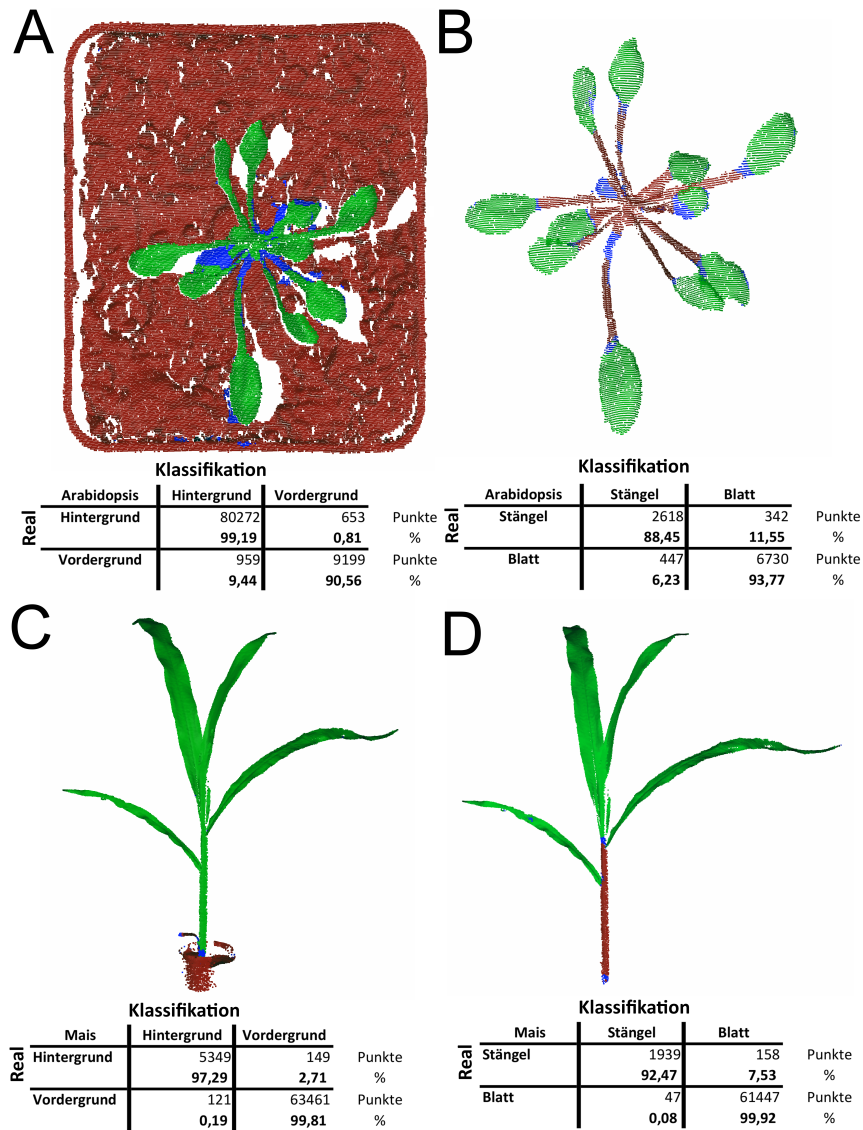 A
B
Klassifikation
Arabidopsis Hintergrund Vordergrund
Real
Hintergrund 80272 653 Punkte
99,19 0,81 %
Vordergrund 959 9199 Punkte
9,44 90,56 %
Klassifikation
Arabidopsis Stängel Blatt
Real
Stängel 2618 342 Punkte
88,45 11,55 %
Blatt 447 6730 Punkte
6,23 93,77 %
C
D
Klassifikation
Mais Hintergrund Vordergrund
Real
Hintergrund 5349 149 Punkte
97,29 2,71 %
Vordergrund 121 63461 Punkte
0,19 99,81 %
Klassifikation
Mais Stängel Blatt
Real
Stängel 1939 158 Punkte
92,47 7,53 %
Blatt 47 61447 Punkte
0,08 99,92 %